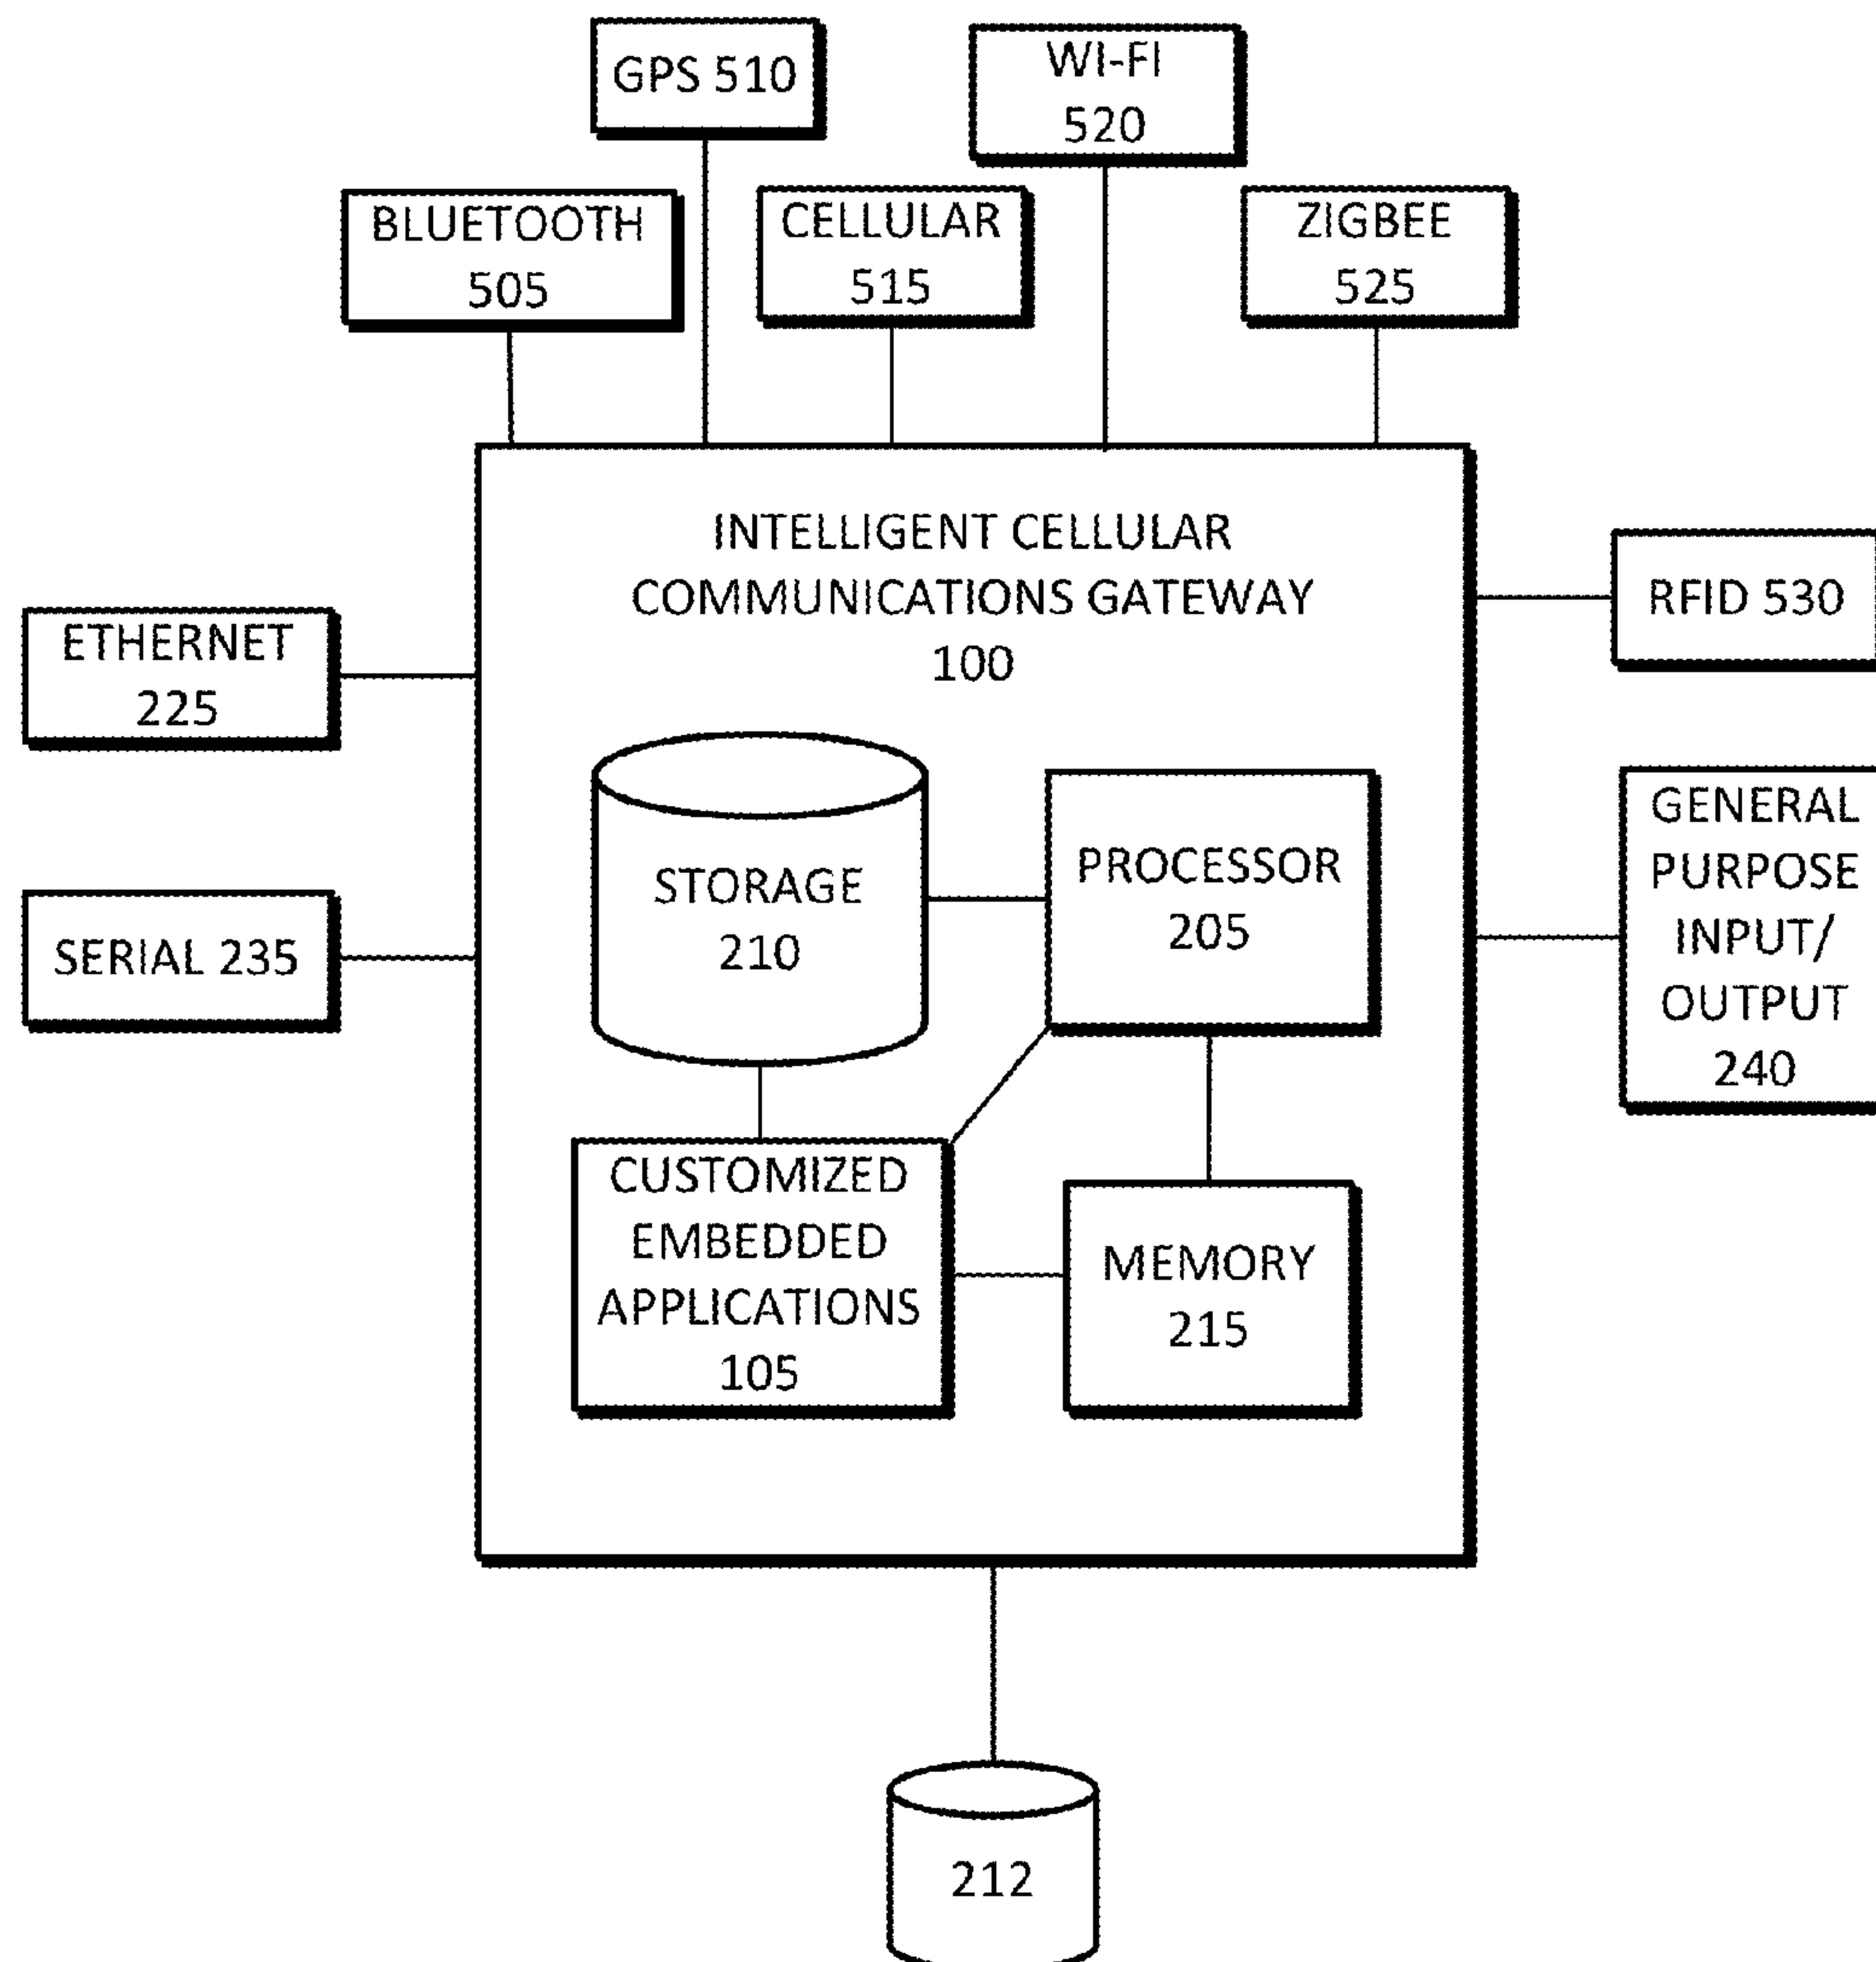 GPS 510
WI-FI
520
BLUETOOTH
505
CELLULAR
515
ZIGBEE
525
INTELLIGENT CELLULAR
COMMUNICATIONS GATEWAY
100
RFID 530
ETHERNET
225
GENERAL
PURPOSE
INPUT/
OUTPUT
240
STORAGE
210
PROCESSOR
205
SERIAL 235
CUSTOMIZED
EMBEDDED
APPLICATIONS
105
MEMORY
215
212